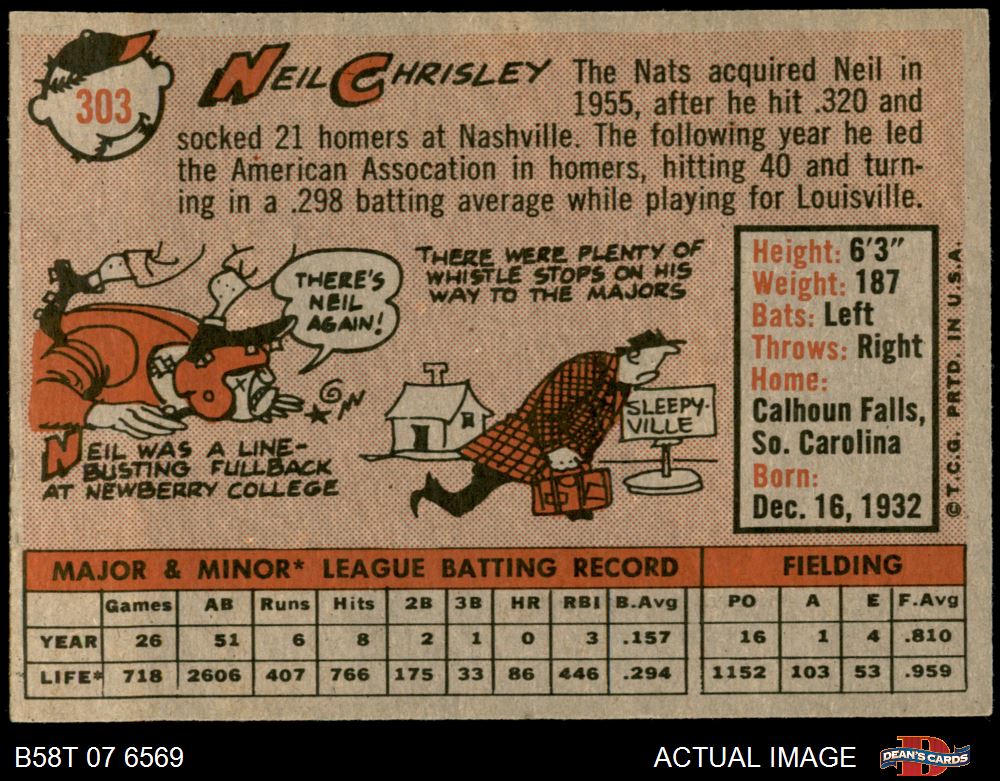 303
NEIL CHRISLEY
The Nats acquired Neil in
1955, after he hit .320 and
socked 21 homers at Nashville. The following year he led
the American Assocation in homers, hitting 40 and turn-
ing in a .298 batting average while playing for Louisville.
THERE'S
NEIL
AGAIN!
NEIL WAS A LINE-
BUSTING FULLBACK
AT NEWBERRY COLLEGE
THERE WERE PLENTY OF
WHISTLE STOPS ON HIS
WAY TO THE MAJORS
SLEEPY-
VILLE
Height: 6'3"
Weight: 187
Bats: Left
Throws: Right
Home:
Calhoun Falls,
So. Carolina
Born:
Dec. 16, 1932
© T.C.G. PRTD. IN U.S.A.
MAJOR & MINOR* LEAGUE BATTING RECORD FIELDING
Games AB Runs Hits 2B 3B HR RBI B.Avg PO A E F.Avg
YEAR 26 51 6 8 2 1 0 3 .157 16 1 4 .810
LIFE* 718 2606 407 766 175 33 86 446 .294 1152 103 53 .959
B58T 07 6569 ACTUAL IMAGE DEAN'S CARDS